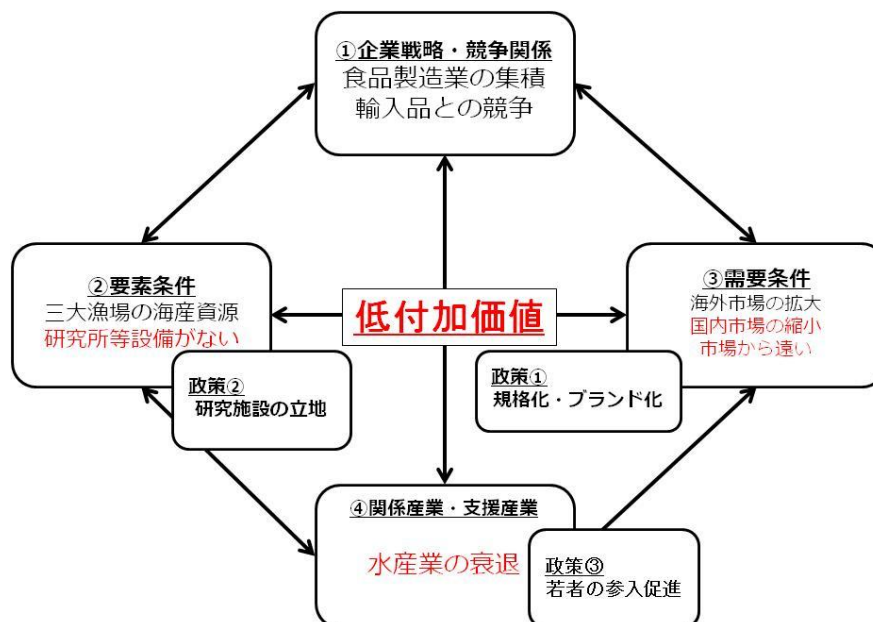 ①企業戦略・競争関係
食品製造業の集積
輸入品との競争
②要素条件
三大漁場の海産資源
研究所等設備がない
低付加価値
③需要条件
海外市場の拡大
国内市場の縮小
市場から遠い
政策②
研究施設の立地
政策①
規格化・ブランド化
④関係産業・支援産業
水産業の衰退
政策③
若者の参入促進